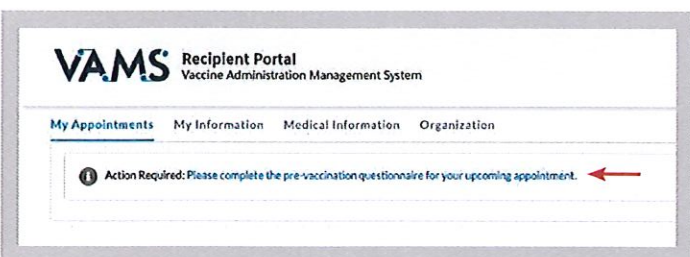 VAMS Recipient Portal
Vaccine Administration Management System
My Appointments My Information Medical Information Organization
Action Required: Please complete the pre-vaccination questionnaire for your upcoming appointment.